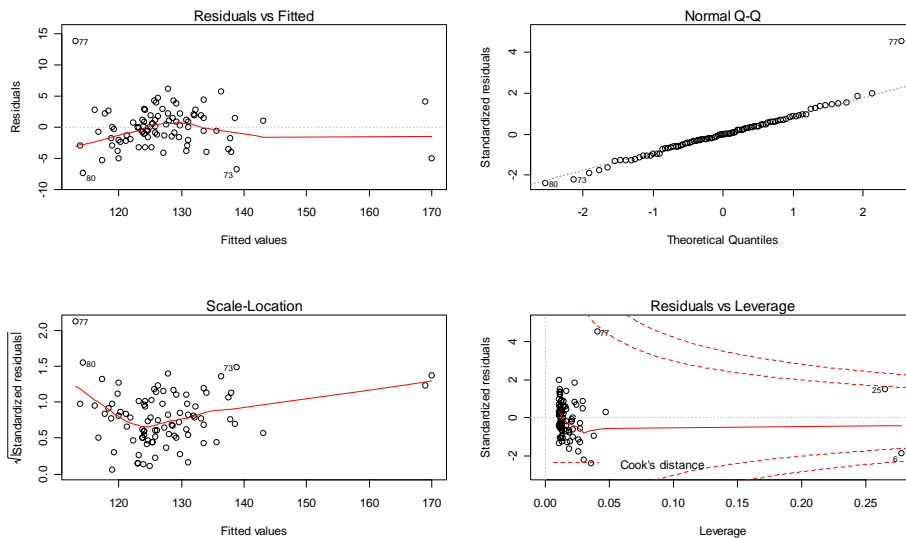 Residuals vs Fitted
Residuals
15
10
5
0
-5
-10
77
80
73
120 130 140 150 160 170
Fitted values
Normal Q-Q
Standardized residuals
4
2
0
-2
77
73
80
-2 -1 0 1 2
Theoretical Quantiles
Scale-Location
√|Standardized residuals|
2.0
1.5
1.0
0.5
0.0
77
80
73
120 130 140 150 160 170
Fitted values
Residuals vs Leverage
Standardized residuals
4
2
0
-2
77
25
6
Cook's distance
0.00 0.05 0.10 0.15 0.20 0.25
Leverage